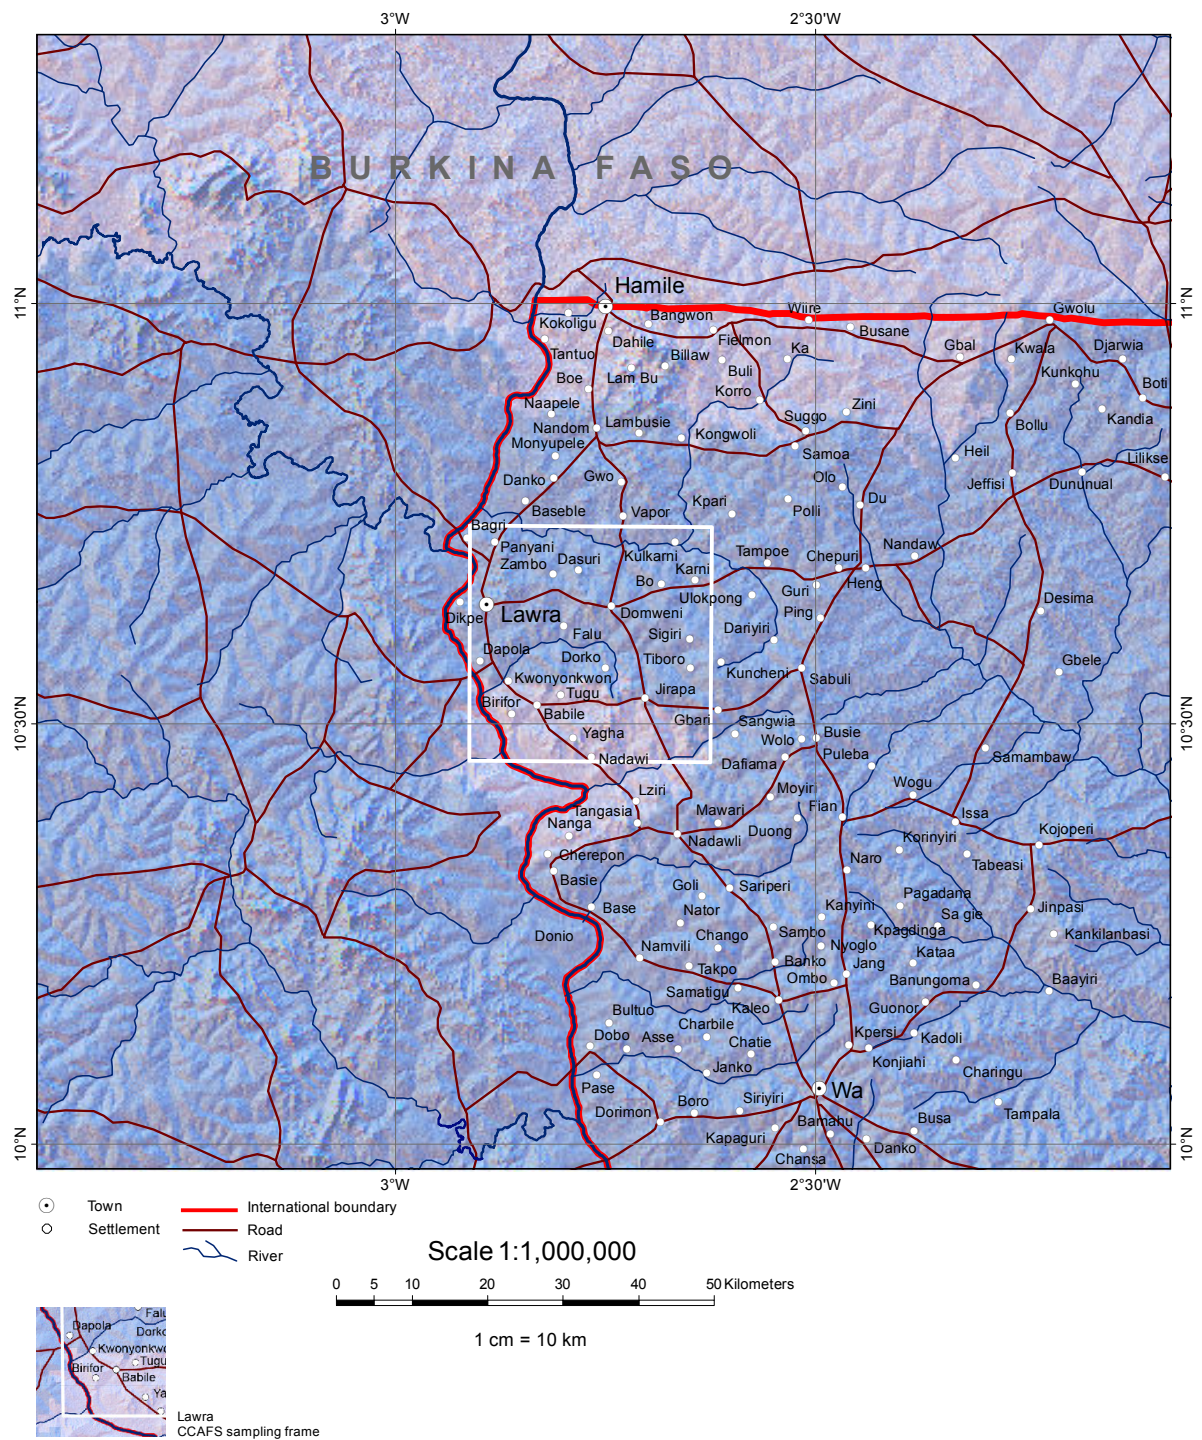 3°W
2°30'W
BURKINA FASO
11°N
11°N
Hamile
Bangwon
Wiire
Gwolu
Kokoligu
Dahile
Fielmon
Busane
Tantuo
Billaw
Ka
Gbal
Kwala
Djarwia
Boe
Lam Bu
Buli
Kunkohu
Boti
Naapele
Korro
Zini
Kandia
Nandom
Lambusie
Suggo
Bollu
Monyupele
Kongwoli
Samoa
Heil
Lilikse
Danko
Gwo
Olo
Jeffisi
Dununual
Baseble
Vapor
Kpari
Polli
Du
Bagri
Panyani
Kulkarni
Tampoe
Chepuri
Nandaw
Zambo
Dasuri
Karni
Bo
Heng
Ulokpong
Guri
Dikpe
Lawra
Domweni
Ping
Desima
Falu
Sigiri
Dariyiri
Dapola
Dorko
Tiboro
Kuncheni
Sabuli
Gbele
Kwonyonkwon
Tugu
Jirapa
Birifor
Babile
Gbari
Sangwia
10°30'N
10°30'N
Yagha
Wolo
Busie
Nadawi
Dafiama
Puleba
Samambaw
Lziri
Moyiri
Wogu
Tangasia
Mawari
Fian
Issa
Nanga
Nadawli
Duong
Korinyiri
Kojoperi
Cherepon
Naro
Tabeasi
Basie
Goli
Sariperi
Pagadana
Base
Nator
Kanyini
Sa gie
Jinpasi
Donio
Chango
Sambo
Kpagdinga
Kankilanbasi
Namvili
Nyoglo
Kataa
Takpo
Banko
Jang
Ombo
Banungoma
Baayiri
Samatigu
Bultuo
Kaleo
Guonor
Charbile
Dobo
Asse
Chatie
Kpersi
Kadoli
Konjiahi
Charingu
Pase
Janko
Wa
Dorimon
Boro
Siriyiri
Tampala
Bamahu
Busa
10°N
10°N
Kapaguri
Danko
Chansa
3°W
2°30'W
Town
International boundary
Settlement
Road
River
Scale 1:1,000,000
0 5 10 20 30 40 50 Kilometers
1 cm = 10 km
Falu
Dapola
Dorko
Kwonyonkwo
Tugu
Birifor
Babile
Ya
Lawra
CCAFS sampling frame